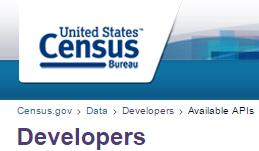 United States™
Census
Bureau
Census.gov › Data › Developers › Available APIs
Developers